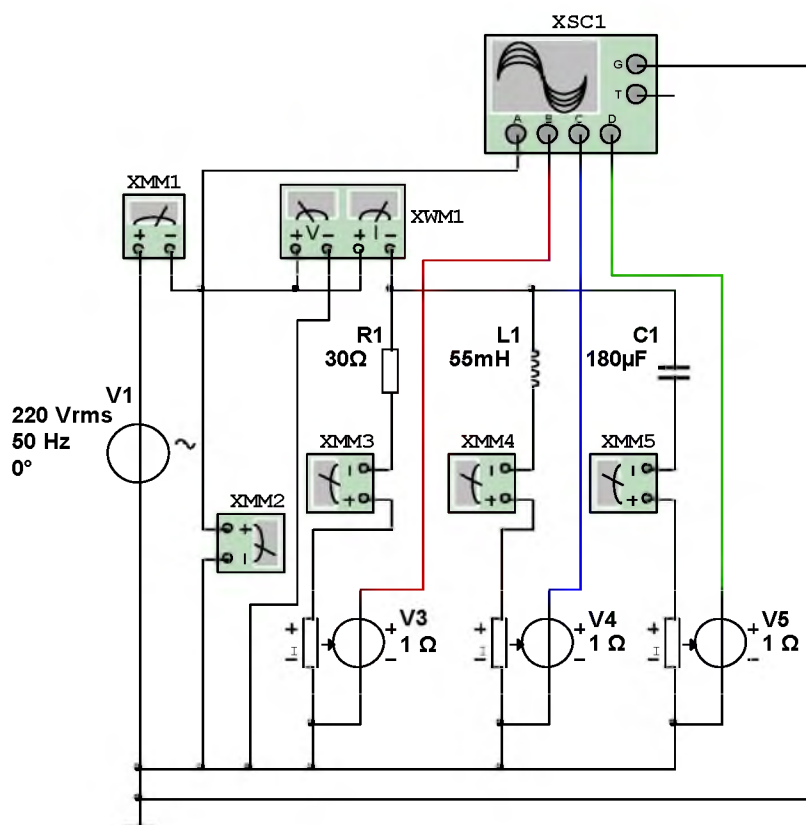 XSC1
G
T
A B C D
XMM1
XWM1
+ - + V - + I -
R1
30Ω
L1
55mH
C1
180µF
V1
220 Vrms
50 Hz
0°
XMM3
XMM4
XMM5
XMM2
V3
1 Ω
V4
1 Ω
V5
1 Ω